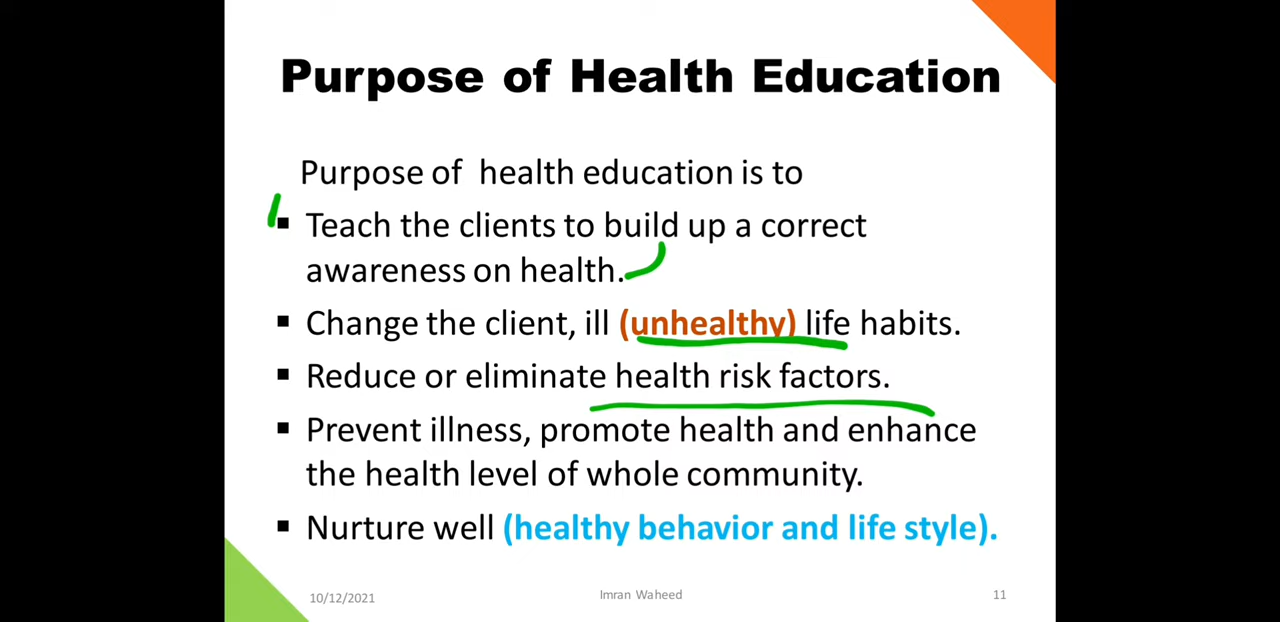 Purpose of Health Education
Purpose of health education is to
▪ Teach the clients to build up a correct
awareness on health.
▪ Change the client, ill (unhealthy) life habits.
▪ Reduce or eliminate health risk factors.
▪ Prevent illness, promote health and enhance
the health level of whole community.
▪ Nurture well (healthy behavior and life style).
10/12/2021
Imran Waheed
11